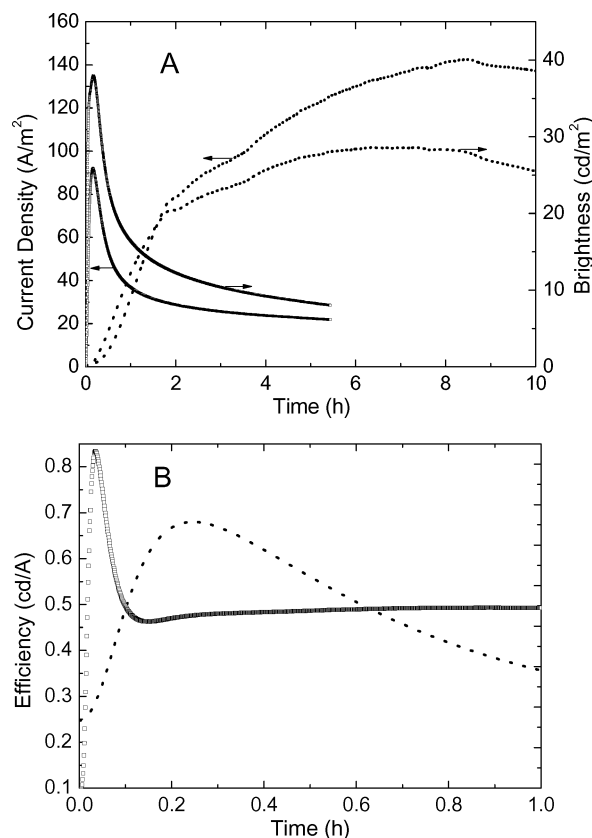 A
Current Density (A/m²)
160
140
120
100
80
60
40
20
0
40
30
20
10
0
Brightness (cd/m²)
0 2 4 6 8 10
Time (h)
B
Efficiency (cd/A)
0.8
0.7
0.6
0.5
0.4
0.3
0.2
0.1
0.0 0.2 0.4 0.6 0.8 1.0
Time (h)